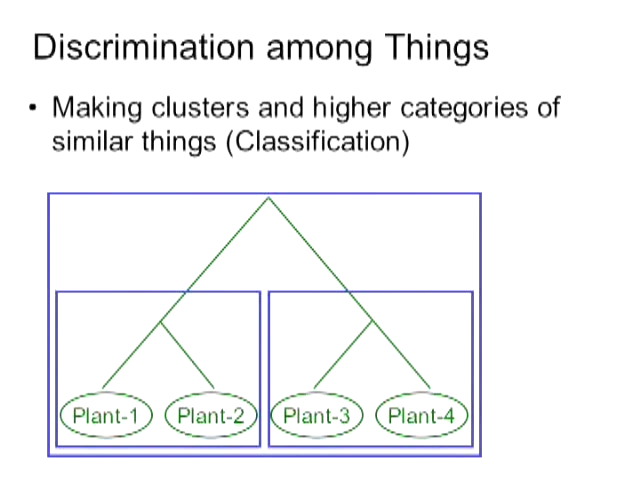 Discrimination among Things
• Making clusters and higher categories of
similar things (Classification)
Plant-1 Plant-2 Plant-3 Plant-4